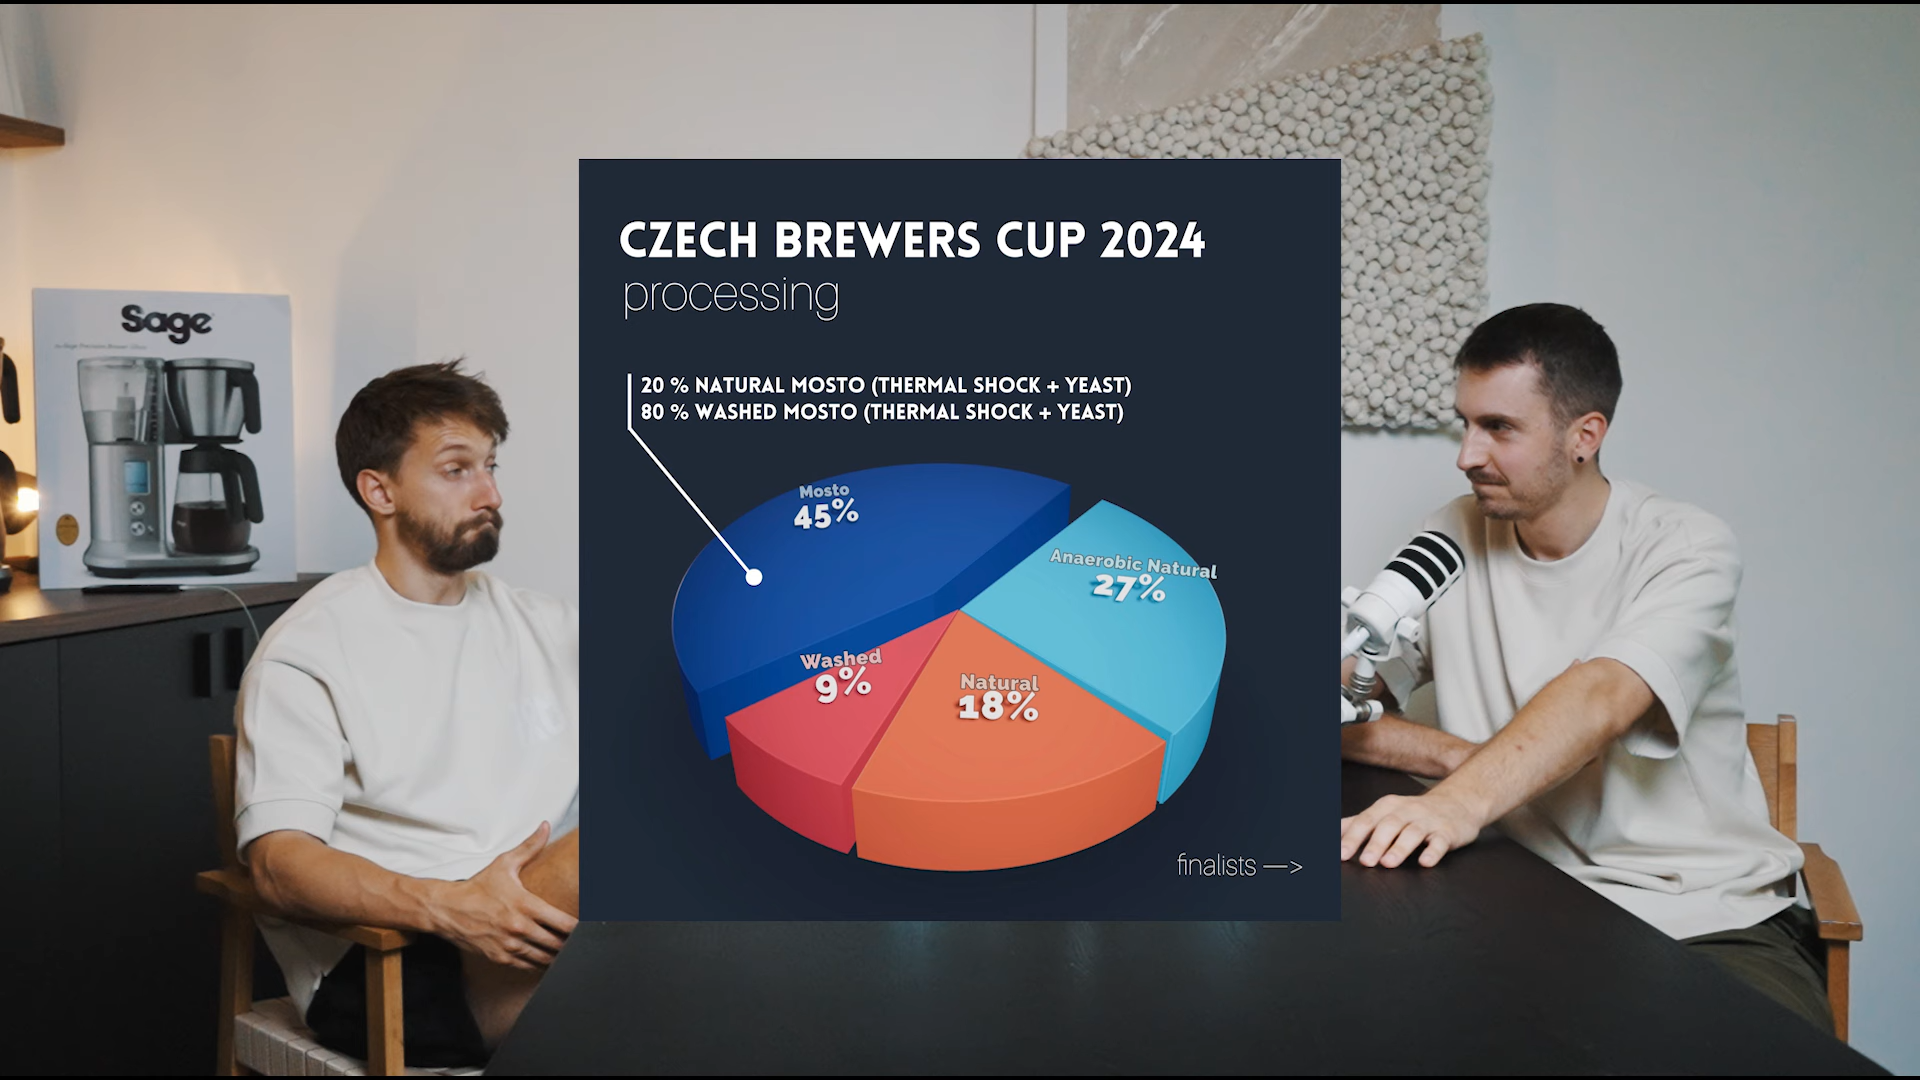 CZECH BREWERS CUP 2024
processing
20 % NATURAL MOSTO (THERMAL SHOCK + YEAST)
80 % WASHED MOSTO (THERMAL SHOCK + YEAST)
Mosto
45%
Anaerobic Natural
27%
Washed
9%
Natural
18%
finalists —>
Sage